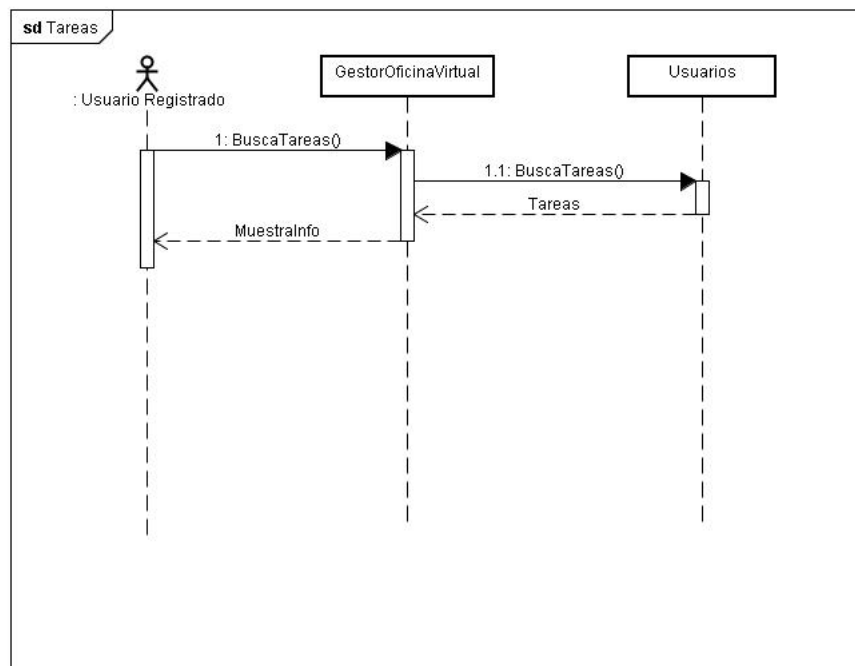 sd Tareas
: Usuario Registrado
GestorOficinaVirtual
Usuarios
1: BuscaTareas()
1.1: BuscaTareas()
Tareas
MuestraInfo